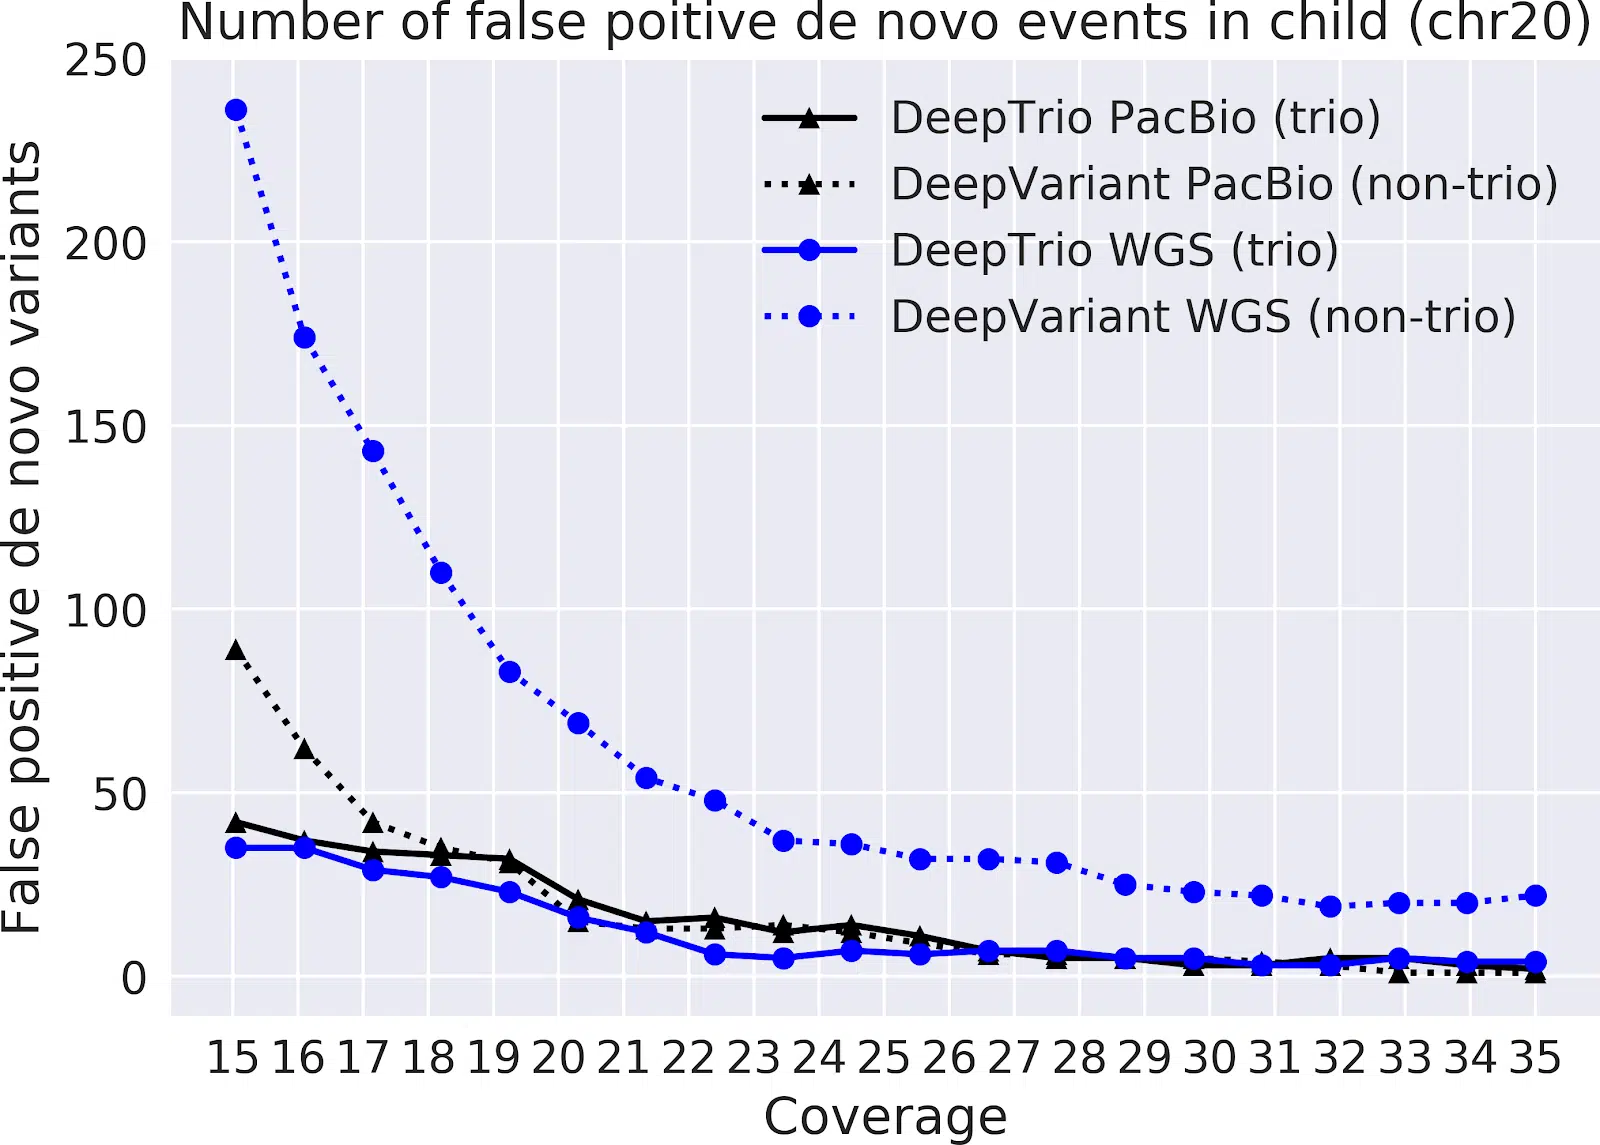 Number of false poitive de novo events in child (chr20)
False positive de novo variants
250
200
150
100
50
0
DeepTrio PacBio (trio)
DeepVariant PacBio (non-trio)
DeepTrio WGS (trio)
DeepVariant WGS (non-trio)
15 16 17 18 19 20 21 22 23 24 25 26 27 28 29 30 31 32 33 34 35
Coverage